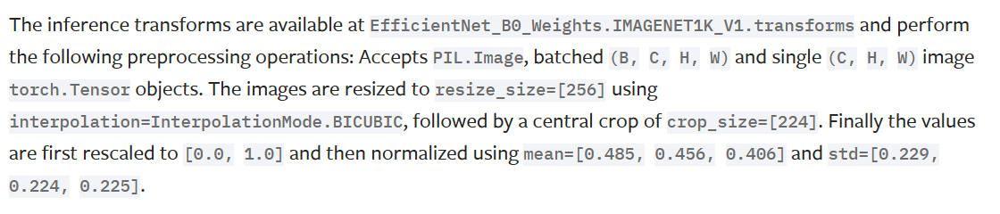 The inference transforms are available at EfficientNet_B0_Weights.IMAGENET1K_V1.transforms and perform
the following preprocessing operations: Accepts PIL.Image, batched (B, C, H, W) and single (C, H, W) image
torch.Tensor objects. The images are resized to resize_size=[256] using
interpolation=InterpolationMode.BICUBIC, followed by a central crop of crop_size=[224]. Finally the values
are first rescaled to [0.0, 1.0] and then normalized using mean=[0.485, 0.456, 0.406] and std=[0.229,
0.224, 0.225].